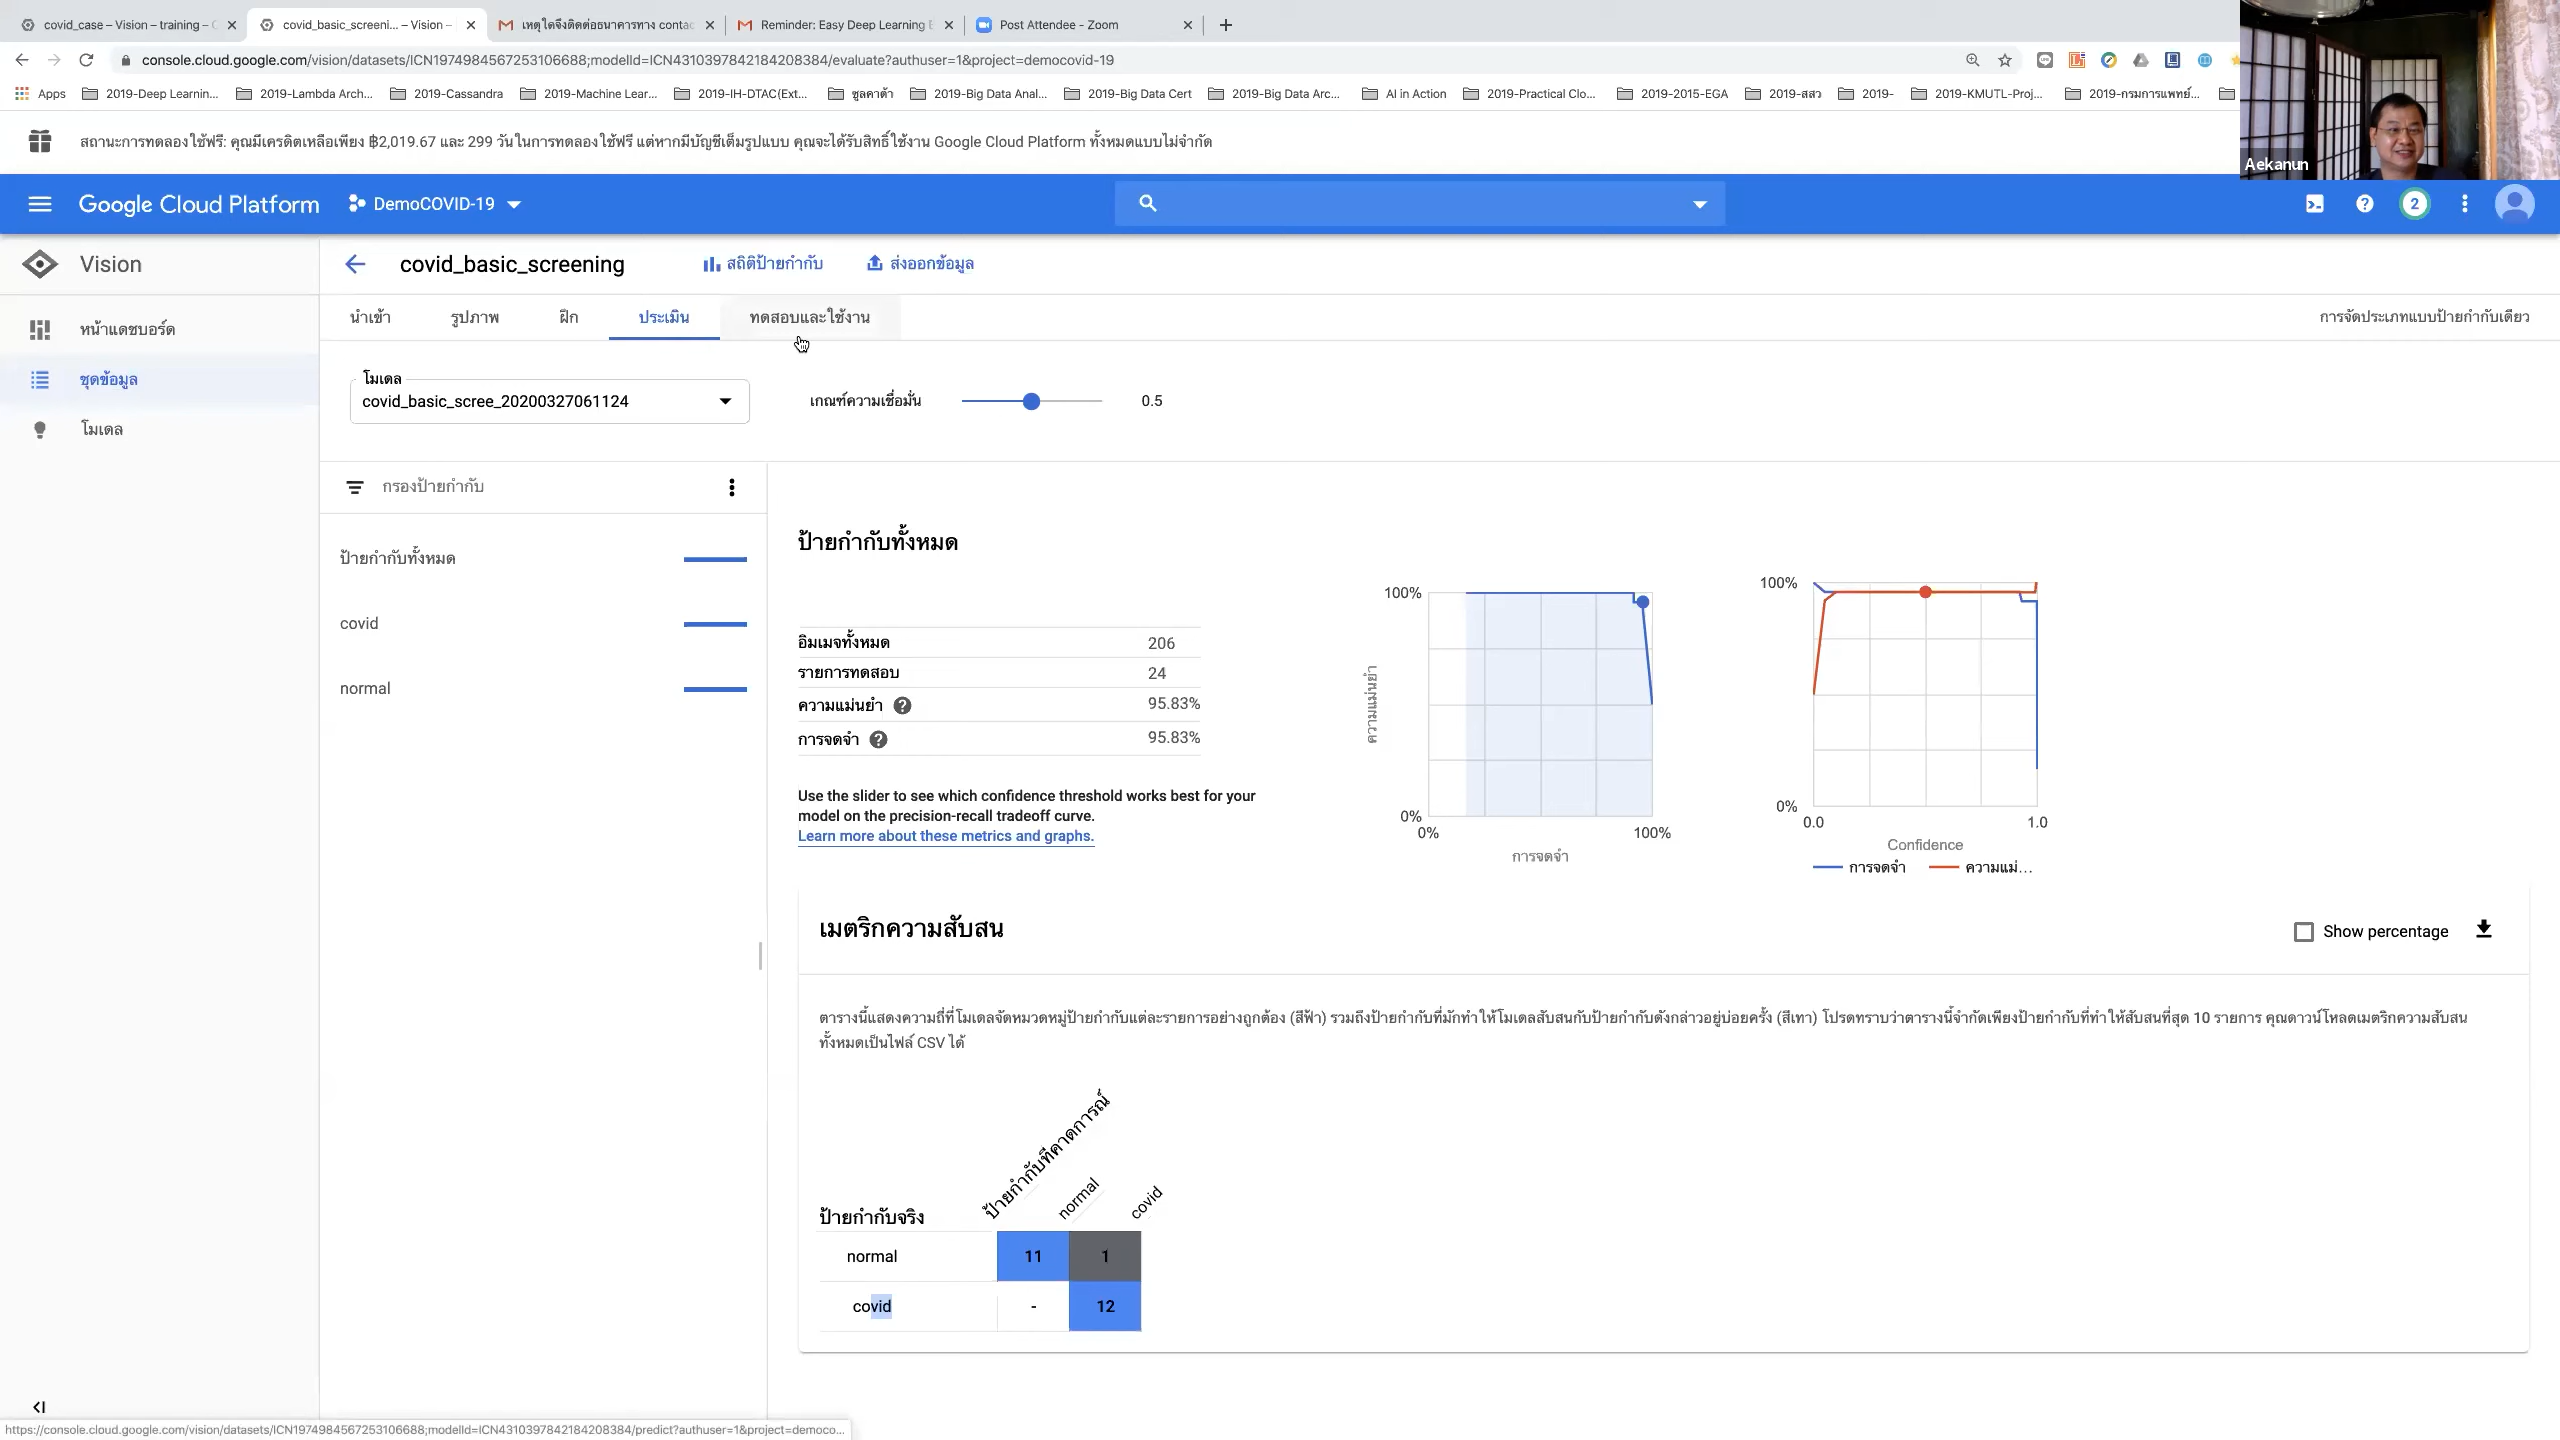 covid_case – Vision – training – C
covid_basic_screeni... – Vision –
เหตุใดจึงติดต่อธนาคารทาง contac
Reminder: Easy Deep Learning B
Post Attendee - Zoom
console.cloud.google.com/vision/datasets/ICN1974984567253106688;modelId=ICN4310397842184208384/evaluate?authuser=1&project=democovid-19
Apps
2019-Deep Learnin...
2019-Lambda Arch...
2019-Cassandra
2019-Machine Lear...
2019-IH-DTAC(Ext...
ซูลคาด้า
2019-Big Data Anal...
2019-Big Data Cert
2019-Big Data Arc...
AI in Action
2019-Practical Clo...
2019-2015-EGA
2019-สสว
2019-
2019-KMUTL-Proj...
2019-กรมการแพทย์...
Aekanun
สถานะการทดลองใช้ฟรี: คุณมีเครดิตเหลือเพียง ฿2,019.67 และ 299 วันในการทดลองใช้ฟรี แต่หากมีบัญชีเต็มรูปแบบ คุณจะได้รับสิทธิ์ใช้งาน Google Cloud Platform ทั้งหมดแบบไม่จำกัด
Google Cloud Platform
DemoCOVID-19
2
Vision
covid_basic_screening
สถิติป้ายกำกับ
ส่งออกข้อมูล
หน้าแดชบอร์ด
ชุดข้อมูล
โมเดล
นำเข้า
รูปภาพ
ฝึก
ประเมิน
ทดสอบและใช้งาน
การจัดประเภทแบบป้ายกำกับเดียว
โมเดล
covid_basic_scree_20200327061124
เกณฑ์ความเชื่อมั่น
0.5
กรองป้ายกำกับ
ป้ายกำกับทั้งหมด
covid
normal
ป้ายกำกับทั้งหมด
อิมเมจทั้งหมด 206
รายการทดสอบ 24
ความแม่นยำ 95.83%
การจดจำ 95.83%
Use the slider to see which confidence threshold works best for your
model on the precision-recall tradeoff curve.
Learn more about these metrics and graphs.
100%
ความแม่นยำ
0%
0%
100%
การจดจำ
100%
0%
0.0
1.0
Confidence
การจดจำ
ความแม่...
เมตริกความสับสน
Show percentage
ตารางนี้แสดงความถี่ที่โมเดลจัดหมวดหมู่ป้ายกำกับแต่ละรายการอย่างถูกต้อง (สีฟ้า) รวมถึงป้ายกำกับที่มักทำให้โมเดลสับสนกับป้ายกำกับดังกล่าวอยู่บ่อยครั้ง (สีเทา) โปรดทราบว่าตารางนี้จำกัดเพียงป้ายกำกับที่ทำให้สับสนที่สุด 10 รายการ คุณดาวน์โหลดเมตริกความสับสน
ทั้งหมดเป็นไฟล์ CSV ได้
ป้ายกำกับที่คาดการณ์
normal
covid
ป้ายกำกับจริง
normal 11 1
covid - 12
https://console.cloud.google.com/vision/datasets/ICN1974984567253106688;modelId=ICN4310397842184208384/predict?authuser=1&project=democo...